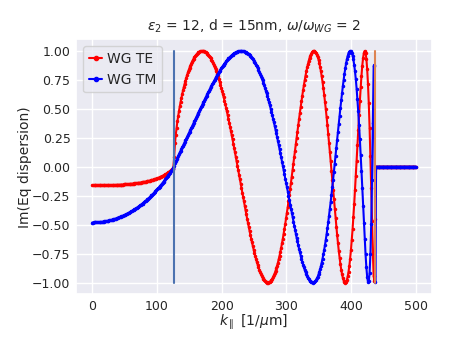 ε₂ = 12, d = 15nm, ω/ω_WG = 2
WG TE
WG TM
Im(Eq dispersion)
1.00
0.75
0.50
0.25
0.00
−0.25
−0.50
−0.75
−1.00
0 100 200 300 400 500
k∥ [1/μm]